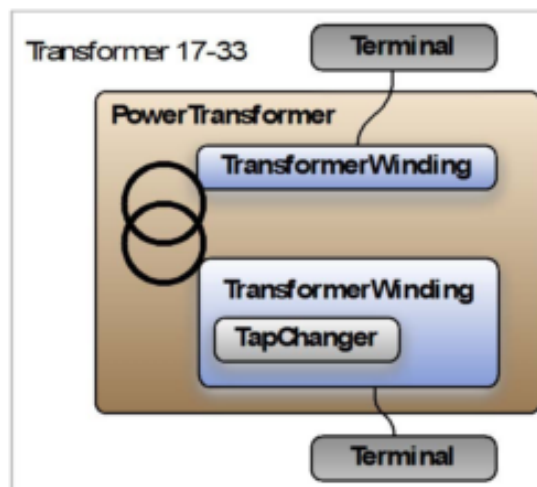 Transformer 17-33
Terminal
PowerTransformer
TransformerWinding
TransformerWinding
TapChanger
Terminal